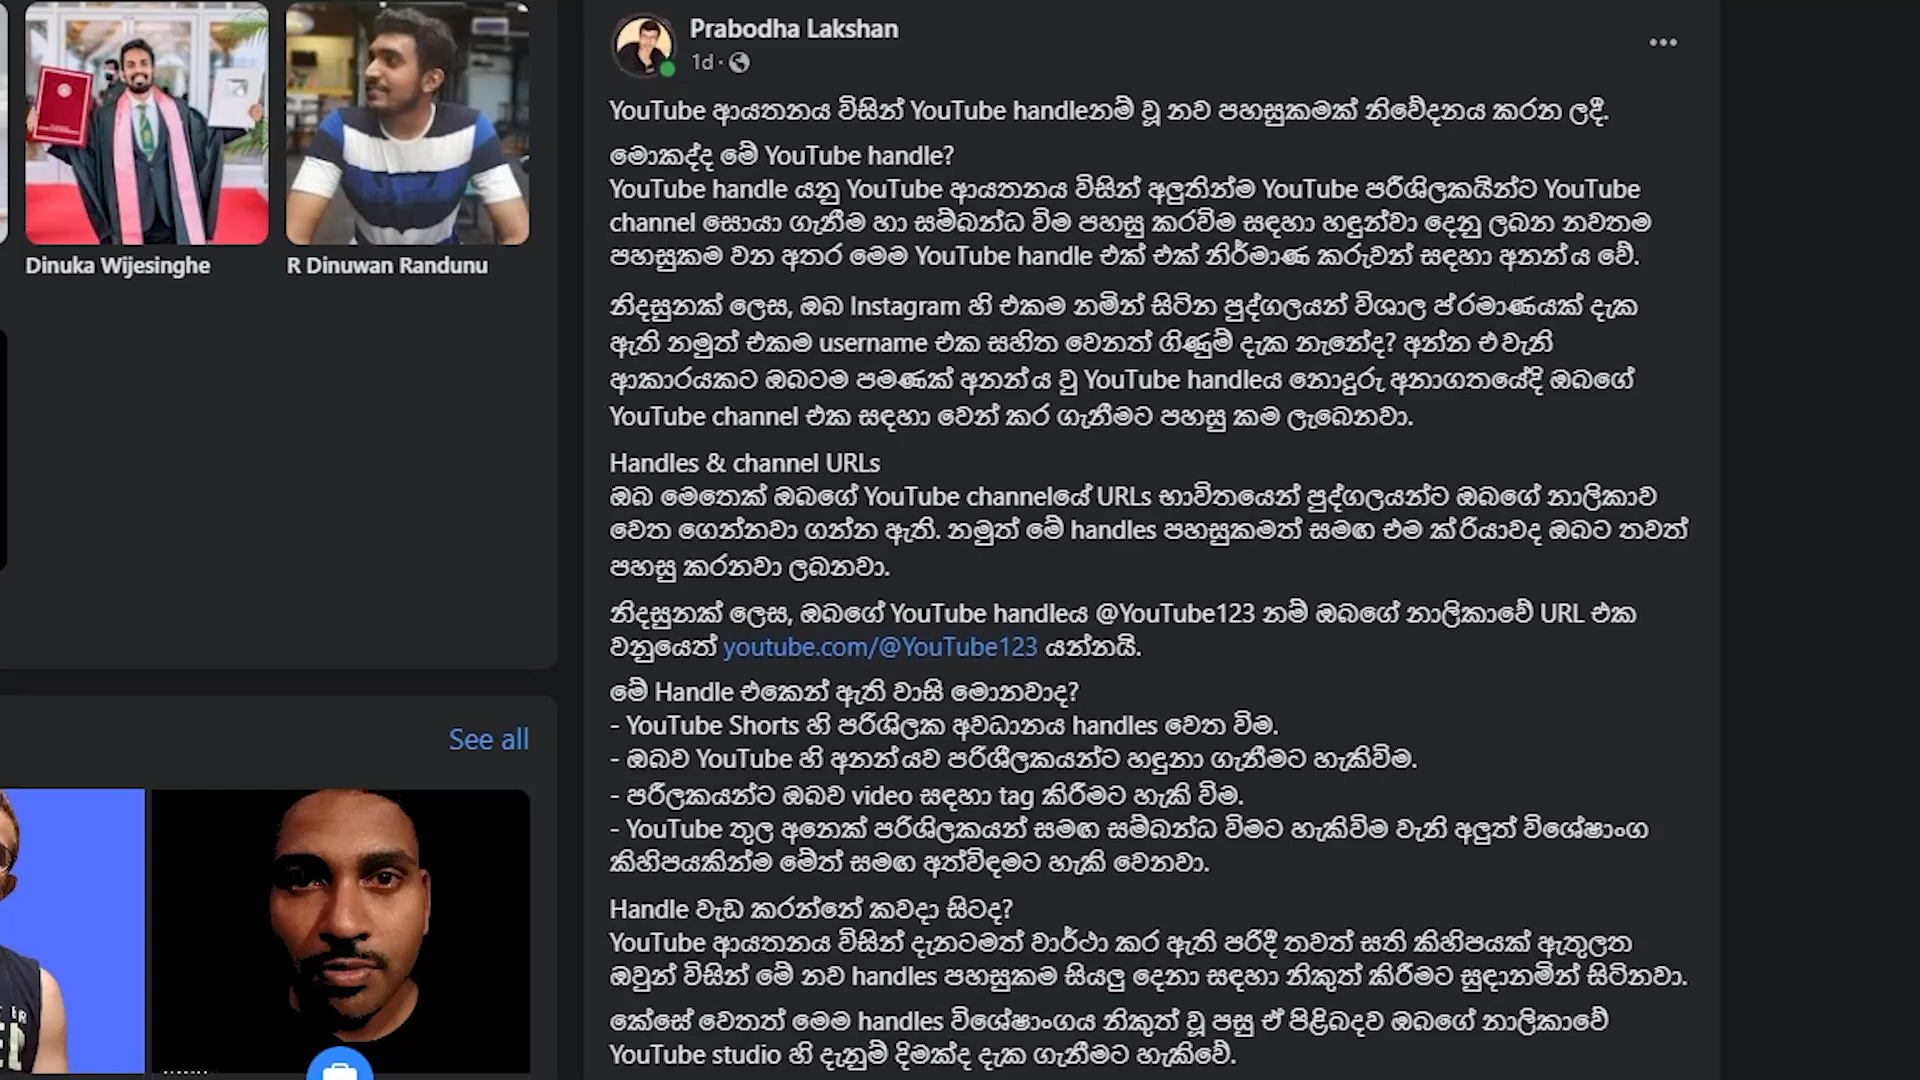 Dinuka Wijesinghe
R Dinuwan Randunu
See all
Prabodha Lakshan
1d ·
YouTube ආයතනය විසින් YouTube handleනම් වූ නව පහසුකමක් නිවේදනය කරන ලදී.
මොකද්ද මේ YouTube handle?
YouTube handle යනු YouTube ආයතනය විසින් අලුතින්ම YouTube පරිශීලකයින්ට YouTube
channel සොයා ගැනීම හා සම්බන්ධ වීම පහසු කරවිම සඳහා හඳුන්වා දෙනු ලබන නවතම
පහසුකම වන අතර මෙම YouTube handle එක් එක් නිර්මාණ කරුවන් සඳහා අනන්ය වේ.
නිදසුනක් ලෙස, ඔබ Instagram හි එකම නමින් සිටින පුද්ගලයන් විශාල ප්රමාණයක් දැක
ඇති නමුත් එකම username එක සහිත වෙනත් ගිණුම් දැක නැනේද? අන්න එවැනි
ආකාරයකට ඔබටම පමණක් අනන්ය වු YouTube handleය නොදුරු අනාගතයේදි ඔබගේ
YouTube channel එක සඳහා වෙන් කර ගැනීමට පහසු කම ලැබෙනවා.
Handles & channel URLs
ඔබ මෙතෙක් ඔබගේ YouTube channelයේ URLs භාවිතයෙන් පුද්ගලයන්ට ඔබගේ නාලිකාව
වෙත ගෙන්නවා ගන්න ඇති. නමුත් මේ handles පහසුකමත් සමඟ එම ක්රියාවද ඔබට තවත්
පහසු කරනවා ලබනවා.
නිදසුනක් ලෙස, ඔබගේ YouTube handleය @YouTube123 නම් ඔබගේ නාලිකාවේ URL එක
වනුයෙත් youtube.com/@YouTube123 යන්නයි.
මේ Handle එකෙන් ඇති වාසි මොනවාද?
- YouTube Shorts හි පරිශිලක අවධානය handles වෙත විම.
- ඔබව YouTube හි අනන්යව පරිශීලකයන්ට හඳුනා ගැනීමට හැකිවිම.
- පරීලකයන්ට ඔබව video සඳහා tag කිරීමට හැකි විම.
- YouTube තුල අනෙක් පරිශිලකයන් සමඟ සම්බන්ධ විමට හැකිවිම වැනි අලුත් විශේෂාංග
කිහිපයකින්ම මේත් සමඟ අත්විඳමට හැකි වෙනවා.
Handle වැඩ කරන්නේ කවදා සිටද?
YouTube ආයතනය විසින් දැනටමත් වාර්ථා කර ඇති පරිදී තවත් සති කිහිපයක් ඇතුලත
ඔවුන් විසින් මේ නව handles පහසුකම සියලු දෙනා සඳහා නිකුත් කිරීමට සුදානමින් සිටිනවා.
කේසේ වෙතත් මෙම handles විශේෂාංගය නිකුත් වූ පසු ඒ පිළිබදව ඔබගේ නාලිකාවේ
YouTube studio හි දැනුම් දිමක්ද දැක ගැනීමට හැකිවේ.